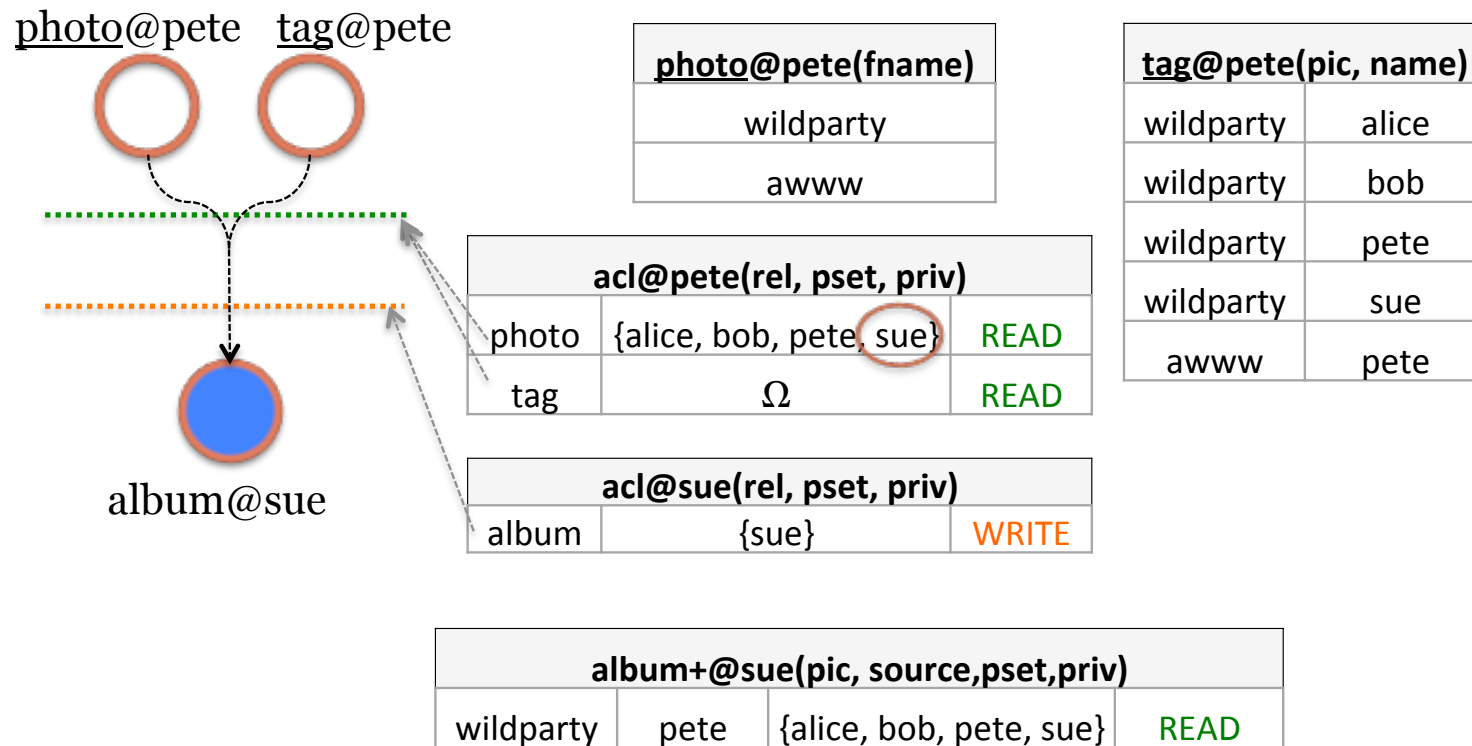 photo@pete tag@pete
photo@pete(fname)
wildparty
awww
tag@pete(pic, name)
wildparty alice
wildparty bob
wildparty pete
wildparty sue
awww pete
acl@pete(rel, pset, priv)
photo {alice, bob, pete, sue} READ
tag Ω READ
acl@sue(rel, pset, priv)
album {sue} WRITE
album@sue
album+@sue(pic, source,pset,priv)
wildparty pete {alice, bob, pete, sue} READ